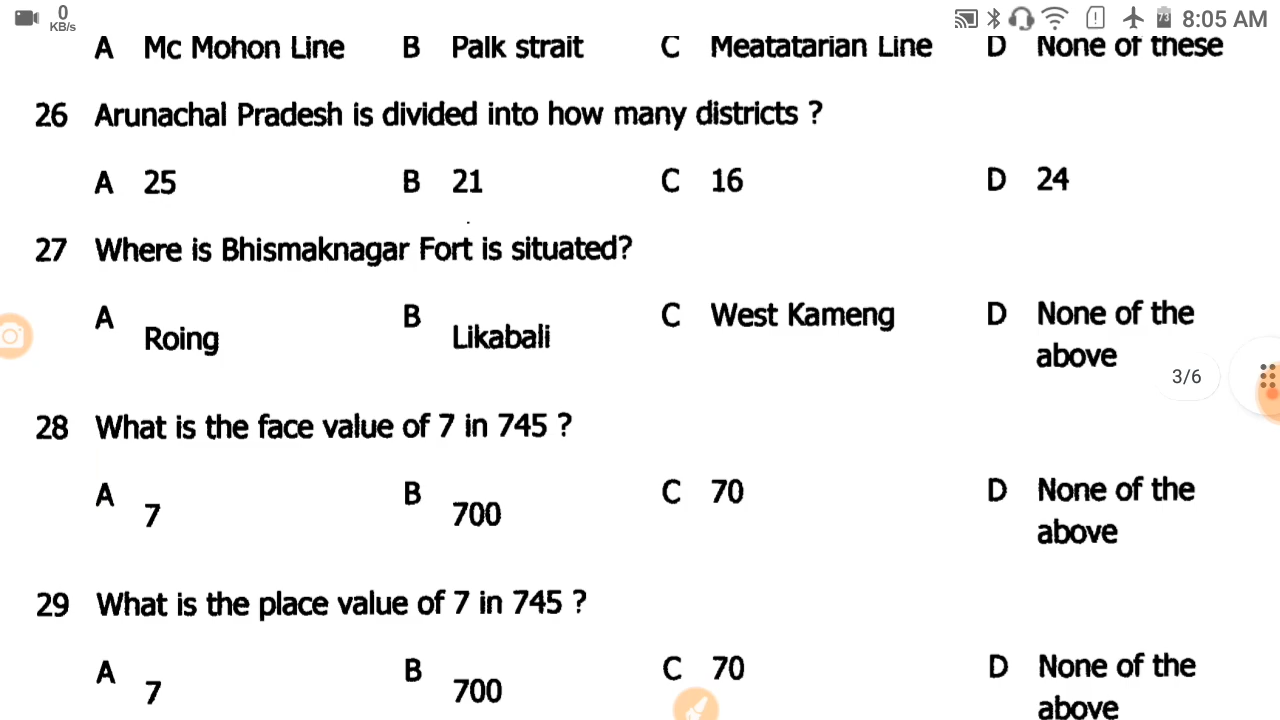 0
KB/s
73
8:05 AM
A Mc Mohon Line B Palk strait C Meatatarian Line D None of these
26 Arunachal Pradesh is divided into how many districts ?
A 25 B 21 C 16 D 24
27 Where is Bhismaknagar Fort is situated?
A Roing B Likabali C West Kameng D None of the
above
3/6
28 What is the face value of 7 in 745 ?
A 7 B 700 C 70 D None of the
above
29 What is the place value of 7 in 745 ?
A 7 B 700 C 70 D None of the
above